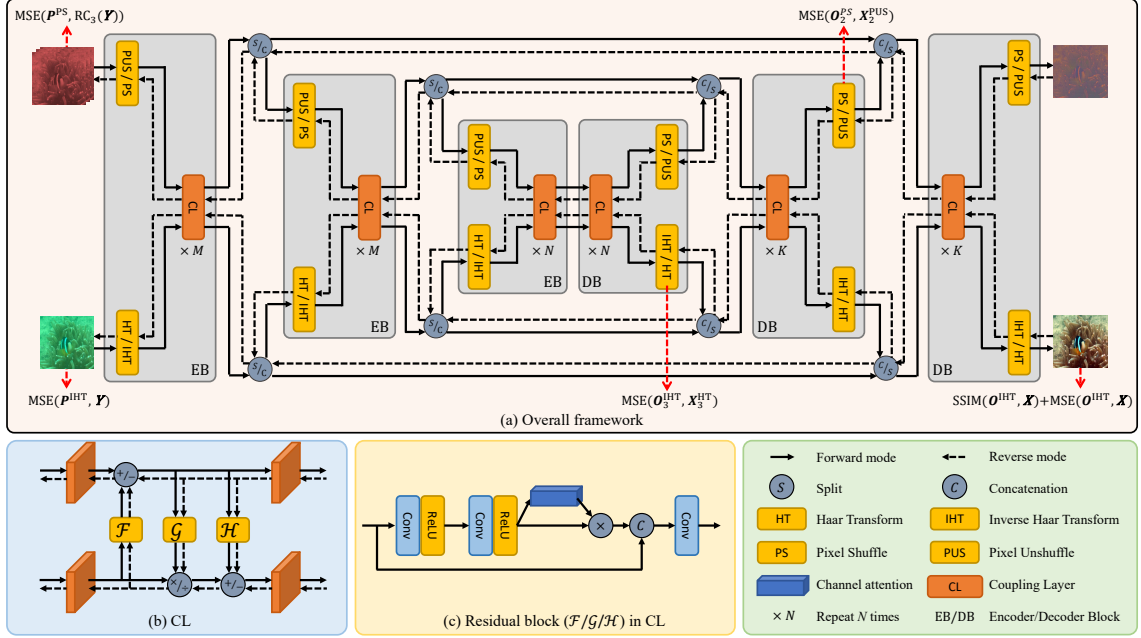 MSE(P^PS, RC_3(Y))
MSE(O_2^PS, X_2^PUS)
S/C
C/S
PUS / PS
PS / PUS
PUS / PS
S/C
C/S
PS / PUS
PUS / PS
PS / PUS
CL
CL
CL
CL
CL
CL
× M
× M
× N
× N
× K
× K
HT / IHT
IHT / HT
EB
DB
HT / IHT
IHT / HT
HT / IHT
IHT / HT
S/C
C/S
EB
DB
S/C
C/S
EB
DB
MSE(P^IHT, Y)
MSE(O_3^IHT, X_3^HT)
SSIM(O^IHT, X)+MSE(O^IHT, X)
(a) Overall framework
+/−
F
G
H
×/÷
+/−
(b) CL
Conv
ReLU
Conv
ReLU
×
C
Conv
(c) Residual block (F/G/H) in CL
Forward mode
Reverse mode
S
Split
C
Concatenation
HT
Haar Transform
IHT
Inverse Haar Transform
PS
Pixel Shuffle
PUS
Pixel Unshuffle
Channel attention
CL
Coupling Layer
× N
Repeat N times
EB/DB
Encoder/Decoder Block